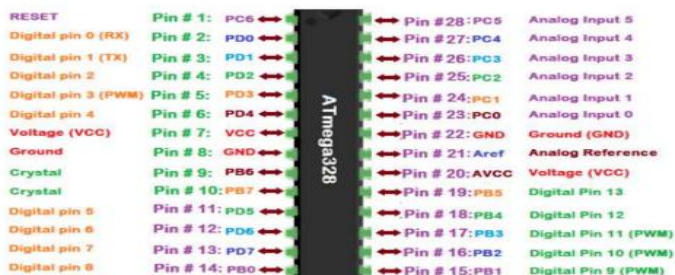 RESET Pin # 1: PC6
Digital pin 0 (RX) Pin # 2: PD0
Digital pin 1 (TX) Pin # 3: PD1
Digital pin 2 Pin # 4: PD2
Digital pin 3 (PWM) Pin # 5: PD3
Digital pin 4 Pin # 6: PD4
Voltage (VCC) Pin # 7: VCC
Ground Pin # 8: GND
Crystal Pin # 9: PB6
Crystal Pin # 10: PB7
Digital pin 5 Pin # 11: PD5
Digital pin 6 Pin # 12: PD6
Digital pin 7 Pin # 13: PD7
Digital pin 8 Pin # 14: PB0
ATmega328
Pin #28: PC5 Analog Input 5
Pin #27: PC4 Analog Input 4
Pin #26: PC3 Analog Input 3
Pin #25: PC2 Analog Input 2
Pin # 24: PC1 Analog Input 1
Pin # 23: PC0 Analog Input 0
Pin # 22: GND Ground (GND)
Pin # 21: Aref Analog Reference
Pin # 20: AVCC Voltage (VCC)
Pin # 19: PB5 Digital Pin 13
Pin # 18: PB4 Digital Pin 12
Pin # 17: PB3 Digital Pin 11 (PWM)
Pin # 16: PB2 Digital Pin 10 (PWM)
Pin # 15: PB1 Digital Pin 9 (PWM)